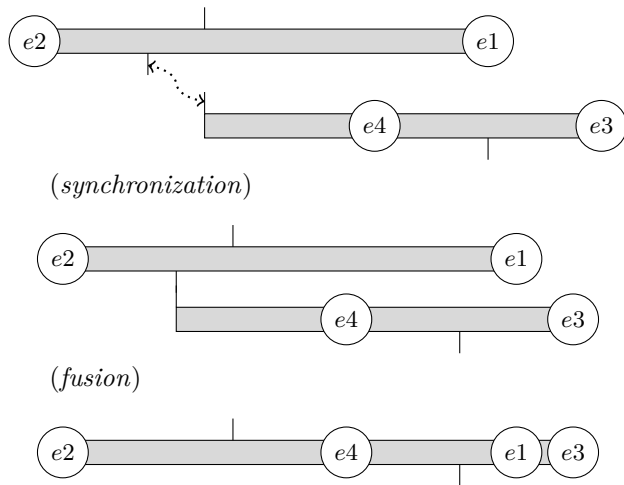 e2 e1
e4 e3
(synchronization)
e2 e1
e4 e3
(fusion)
e2 e4 e1 e3